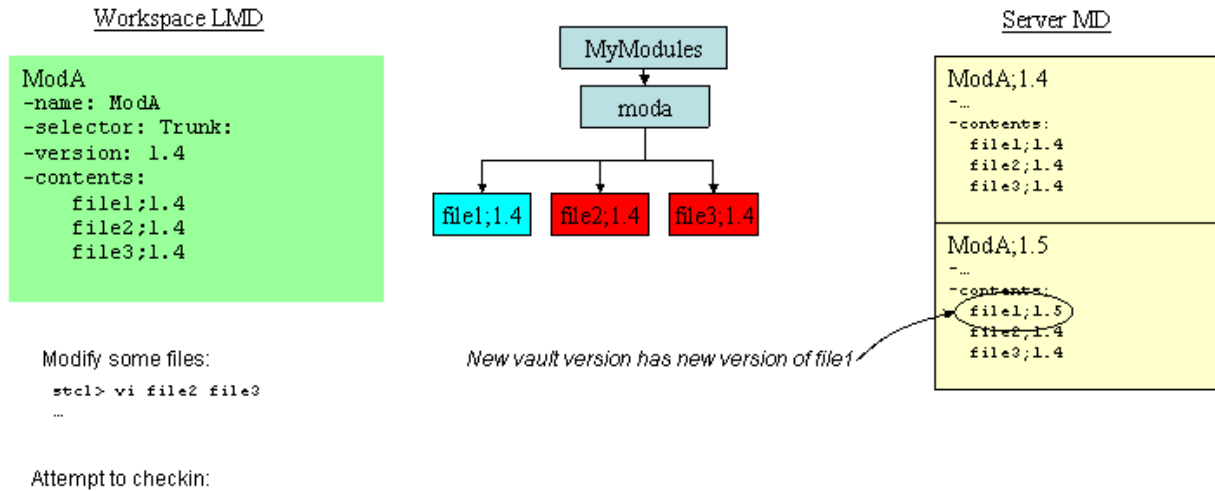 Workspace LMD
ModA
-name: ModA
-selector: Trunk:
-version: 1.4
-contents:
file1;1.4
file2;1.4
file3;1.4
Modify some files:
stcl> vi file2 file3
…
Attempt to checkin:
MyModules
moda
file1;1.4
file2;1.4
file3;1.4
New vault version has new version of file1
Server MD
ModA;1.4
-…
-contents:
file1;1.4
file2;1.4
file3;1.4
ModA;1.5
-…
-contents:
file1;1.5
file2;1.4
file3;1.4